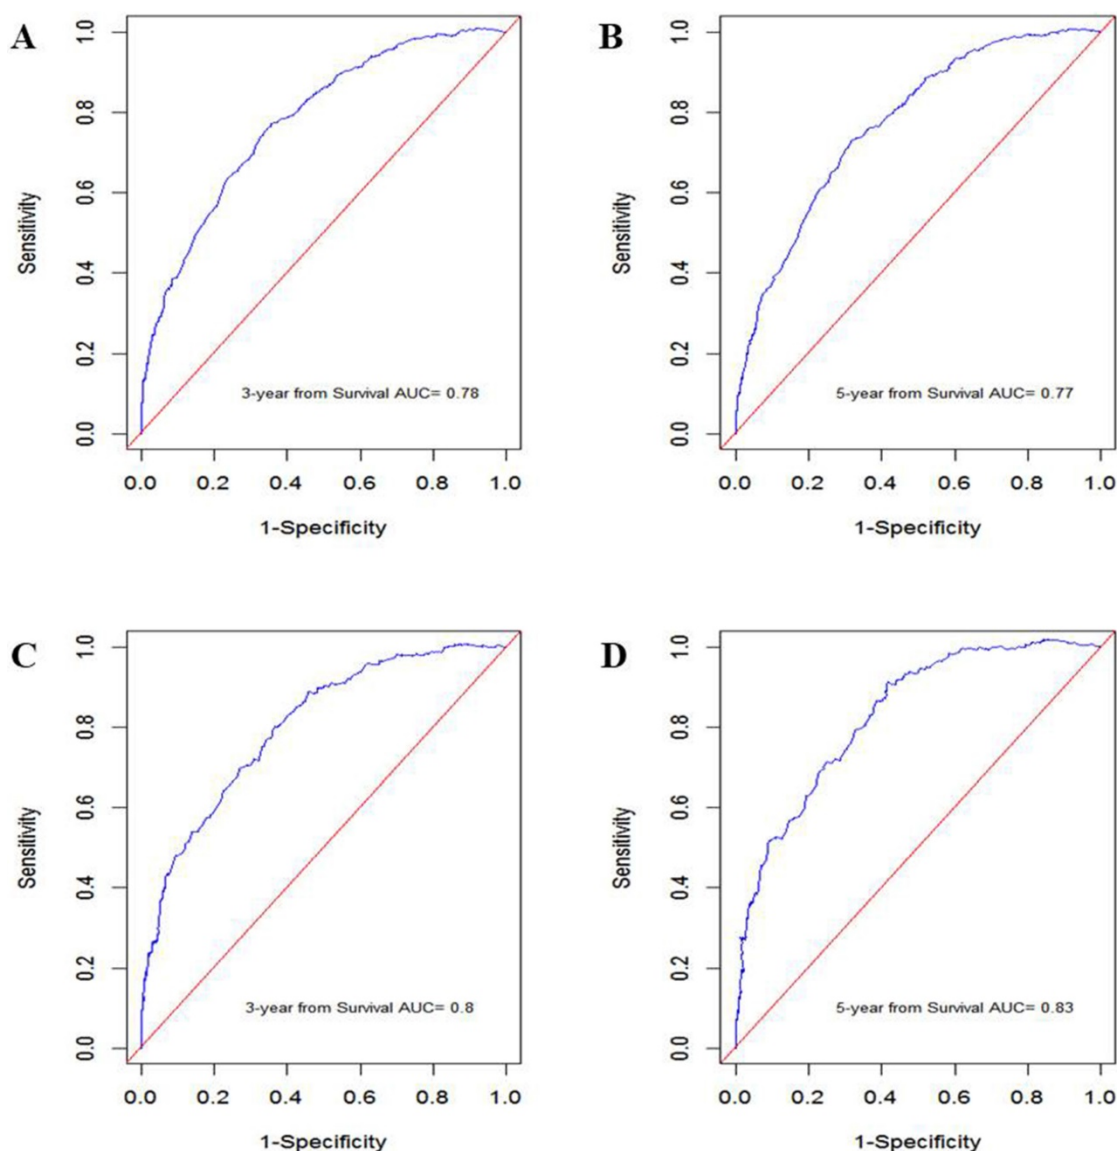 A
B
Sensitivity
1.0
0.8
0.6
0.4
0.2
0.0
3-year from Survival AUC= 0.78
0.0 0.2 0.4 0.6 0.8 1.0
1-Specificity
Sensitivity
1.0
0.8
0.6
0.4
0.2
0.0
5-year from Survival AUC= 0.77
0.0 0.2 0.4 0.6 0.8 1.0
1-Specificity
C
D
Sensitivity
1.0
0.8
0.6
0.4
0.2
0.0
3-year from Survival AUC= 0.8
0.0 0.2 0.4 0.6 0.8 1.0
1-Specificity
Sensitivity
1.0
0.8
0.6
0.4
0.2
0.0
5-year from Survival AUC= 0.83
0.0 0.2 0.4 0.6 0.8 1.0
1-Specificity